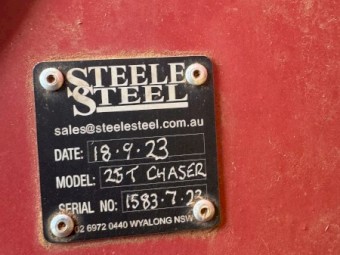 STEELE
STEEL
sales@steelesteel.com.au
DATE: 18.9.23
MODEL: 25T CHASER
SERIAL NO: 1583.7.23
02 6972 0440 WYALONG NSW